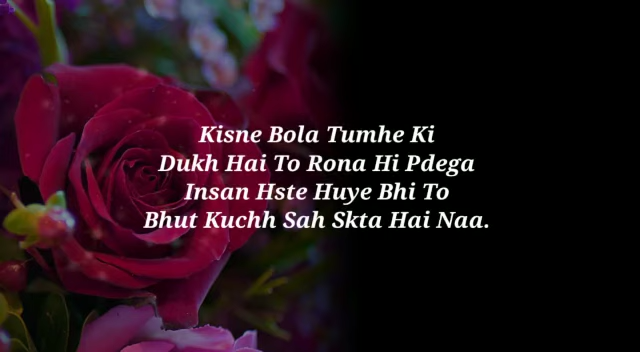 Kisne Bola Tumhe Ki
Dukh Hai To Rona Hi Pdega
Insan Hste Huye Bhi To
Bhut Kuchh Sah Skta Hai Naa.